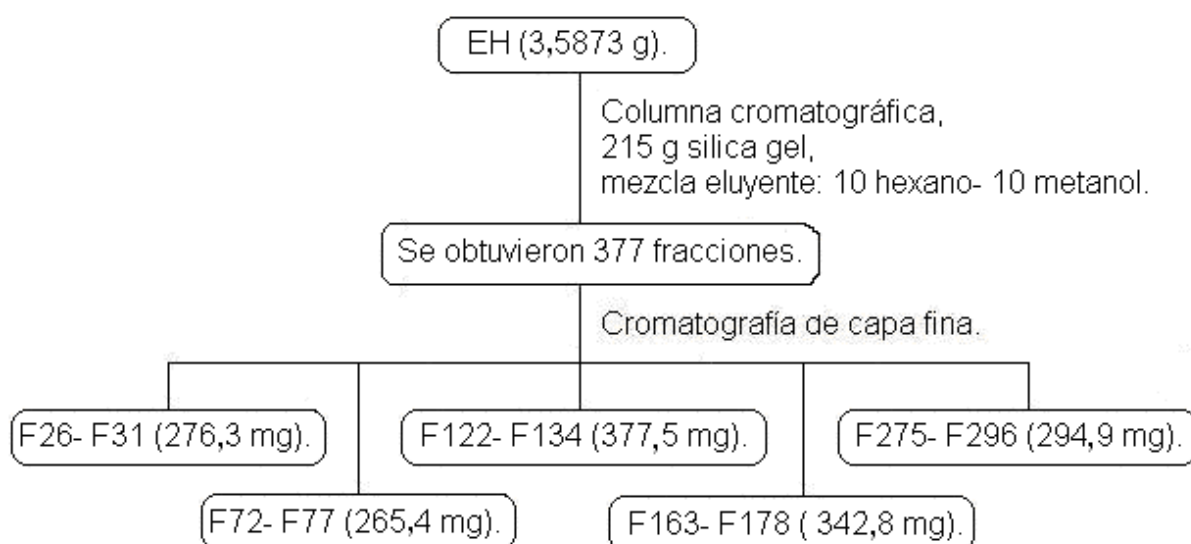 EH (3,5873 g).
Columna cromatográfica,
215 g silica gel,
mezcla eluyente: 10 hexano- 10 metanol.
Se obtuvieron 377 fracciones.
Cromatografía de capa fina.
F26- F31 (276,3 mg).
F122- F134 (377,5 mg).
F275- F296 (294,9 mg).
F72- F77 (265,4 mg).
F163- F178 ( 342,8 mg).